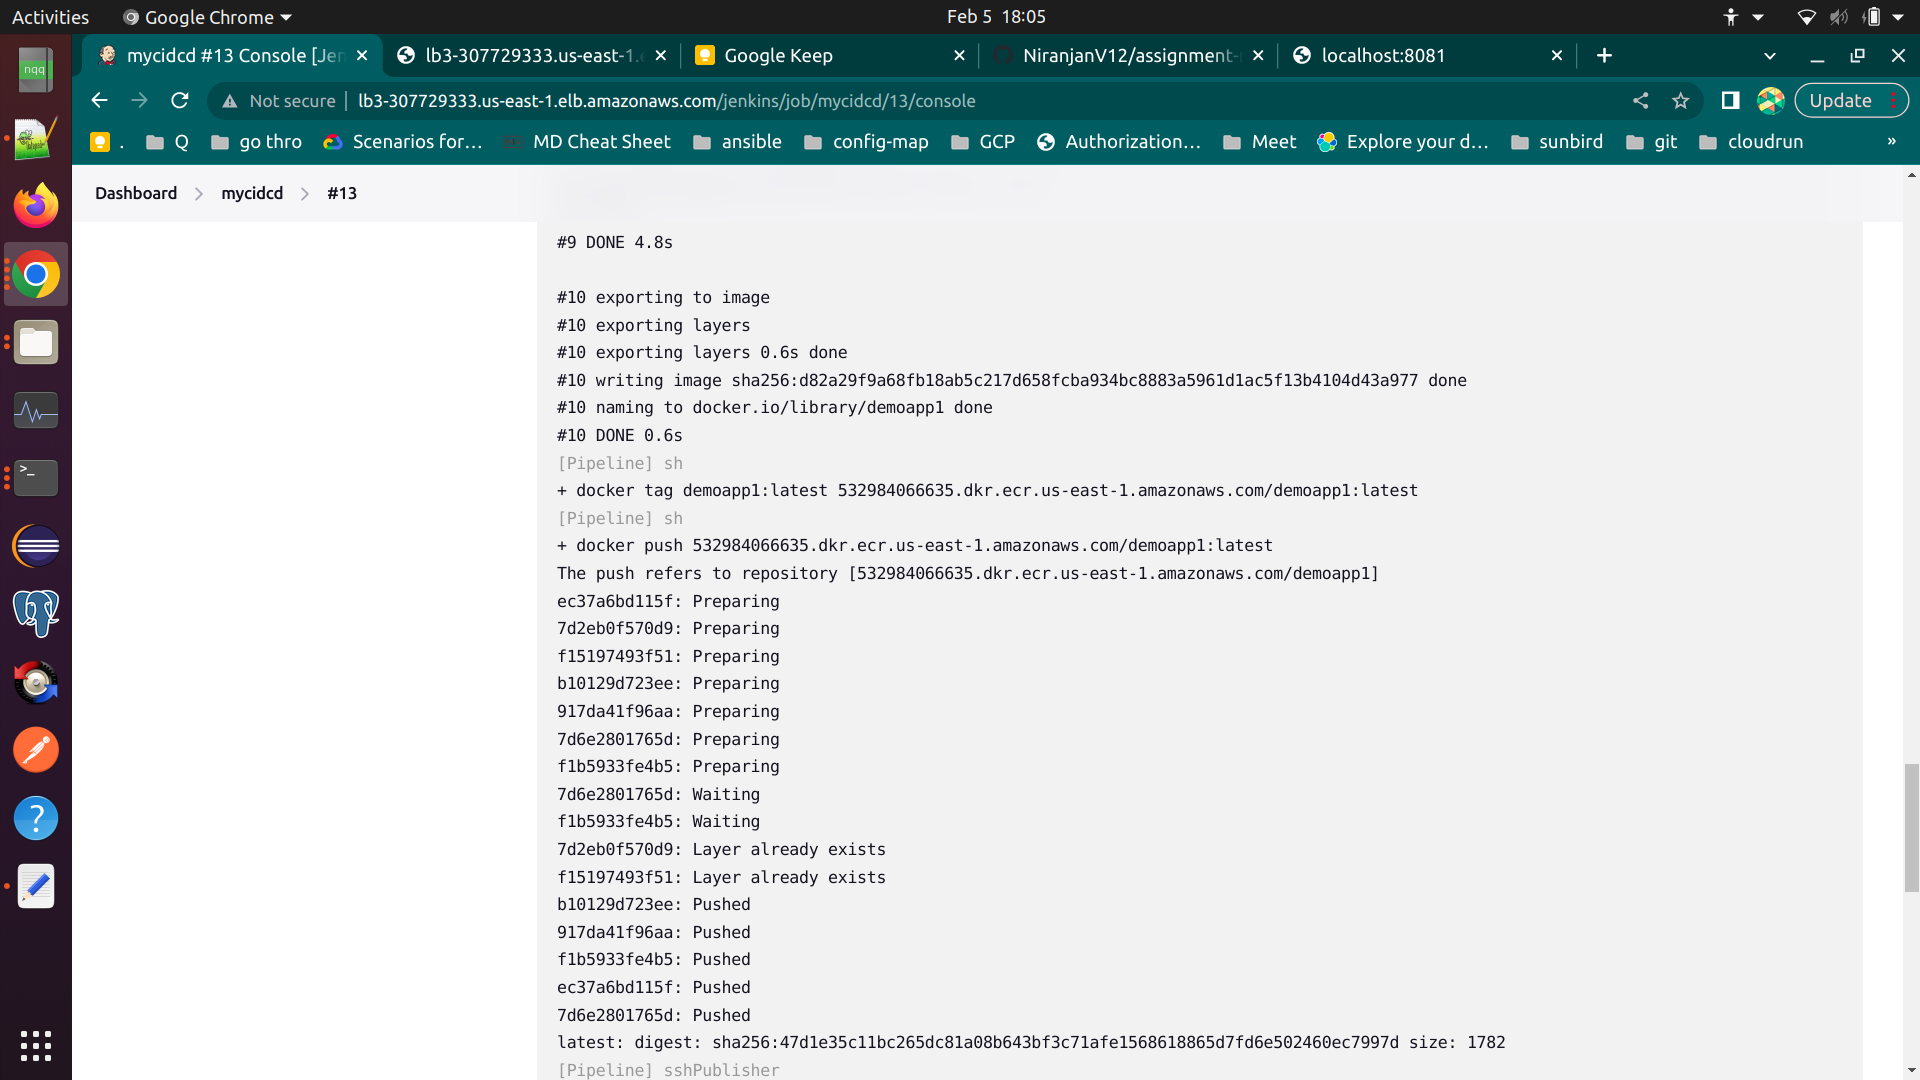 Activities Google Chrome Feb 5 18:05
mycidcd #13 Console [Jen lb3-307729333.us-east-1. Google Keep NiranjanV12/assignment- localhost:8081
Not secure lb3-307729333.us-east-1.elb.amazonaws.com/jenkins/job/mycidcd/13/console Update
. Q go thro Scenarios for... MD Cheat Sheet ansible config-map GCP Authorization... Meet Explore your d... sunbird git cloudrun »
Dashboard mycidcd #13
#9 DONE 4.8s
#10 exporting to image
#10 exporting layers
#10 exporting layers 0.6s done
#10 writing image sha256:d82a29f9a68fb18ab5c217d658fcba934bc8883a5961d1ac5f13b4104d43a977 done
#10 naming to docker.io/library/demoapp1 done
#10 DONE 0.6s
[Pipeline] sh
+ docker tag demoapp1:latest 532984066635.dkr.ecr.us-east-1.amazonaws.com/demoapp1:latest
[Pipeline] sh
+ docker push 532984066635.dkr.ecr.us-east-1.amazonaws.com/demoapp1:latest
The push refers to repository [532984066635.dkr.ecr.us-east-1.amazonaws.com/demoapp1]
ec37a6bd115f: Preparing
7d2eb0f570d9: Preparing
f15197493f51: Preparing
b10129d723ee: Preparing
917da41f96aa: Preparing
7d6e2801765d: Preparing
f1b5933fe4b5: Preparing
7d6e2801765d: Waiting
f1b5933fe4b5: Waiting
7d2eb0f570d9: Layer already exists
f15197493f51: Layer already exists
b10129d723ee: Pushed
917da41f96aa: Pushed
f1b5933fe4b5: Pushed
ec37a6bd115f: Pushed
7d6e2801765d: Pushed
latest: digest: sha256:47d1e35c11bc265dc81a08b643bf3c71afe1568618865d7fd6e502460ec7997d size: 1782
[Pipeline] sshPublisher
nqq